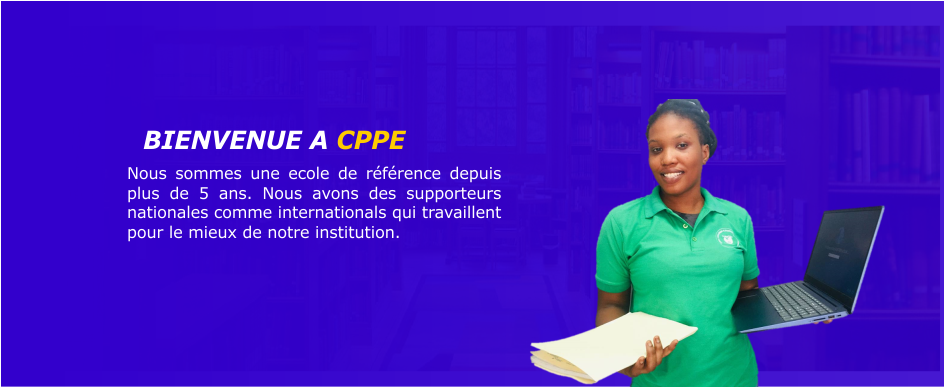 BIENVENUE A CPPE
Nous sommes une ecole de référence depuis
plus de 5 ans. Nous avons des supporteurs
nationales comme internationals qui travaillent
pour le mieux de notre institution.